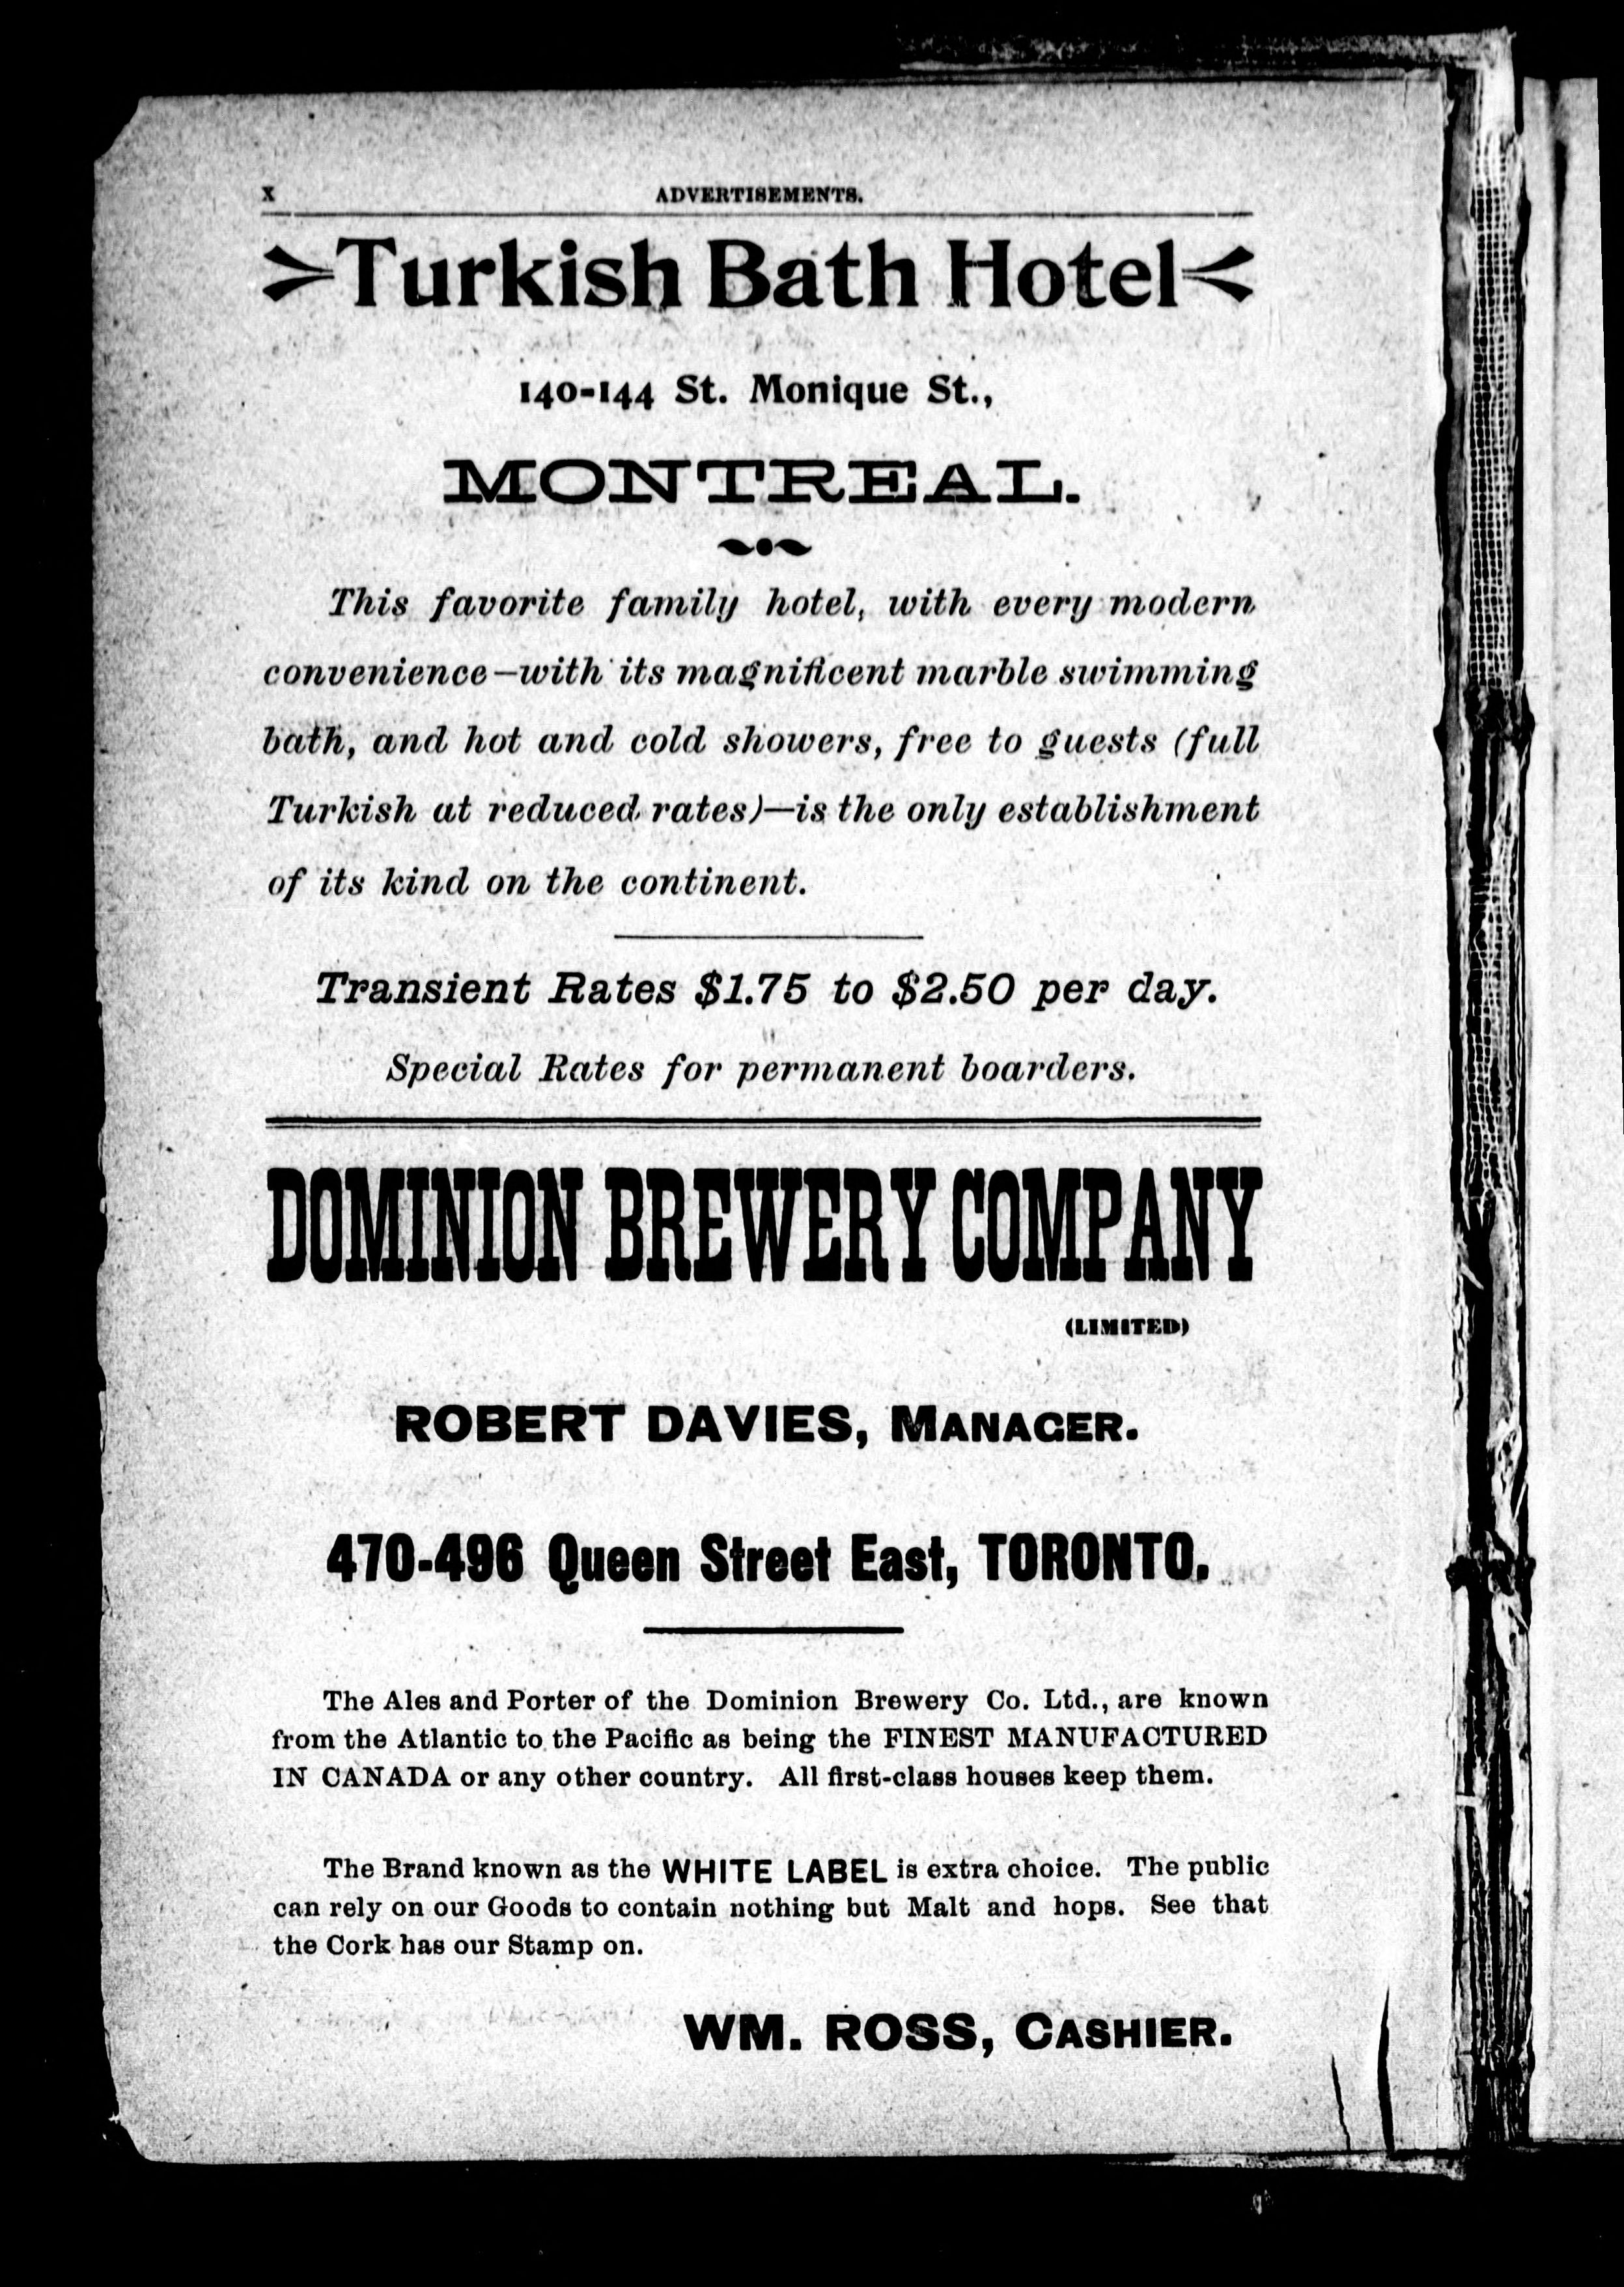 X ADVERTISEMENTS.
Turkish Bath Hotel
140-144 St. Monique St.,
MONTREAL.
This favorite family hotel, with every modern
convenience—with its magnificent marble swimming
bath, and hot and cold showers, free to guests (full
Turkish at reduced rates)—is the only establishment
of its kind on the continent.
Transient Rates $1.75 to $2.50 per day.
Special Rates for permanent boarders.
DOMINION BREWERY COMPANY
(LIMITED)
ROBERT DAVIES, MANAGER.
470-496 Queen Street East, TORONTO.
The Ales and Porter of the Dominion Brewery Co. Ltd., are known
from the Atlantic to the Pacific as being the FINEST MANUFACTURED
IN CANADA or any other country. All first-class houses keep them.
The Brand known as the WHITE LABEL is extra choice. The public
can rely on our Goods to contain nothing but Malt and hops. See that
the Cork has our Stamp on.
WM. ROSS, CASHIER.